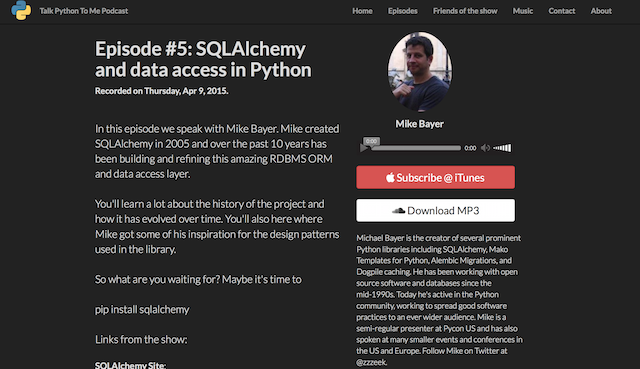 Talk Python To Me Podcast
Home
Episodes
Friends of the show
Music
Contact
About
Episode #5: SQLAlchemy
and data access in Python
Recorded on Thursday, Apr 9, 2015.
In this episode we speak with Mike Bayer. Mike created
SQLAlchemy in 2005 and over the past 10 years has
been building and refining this amazing RDBMS ORM
and data access layer.
You'll learn a lot about the history of the project and
how it has evolved over time. You'll also here where
Mike got some of his inspiration for the design patterns
used in the library.
So what are you waiting for? Maybe it's time to
pip install sqlalchemy
Links from the show:
SQLAlchemy Site:
Mike Bayer
0:00
0:00
Subscribe @ iTunes
Download MP3
Michael Bayer is the creator of several prominent
Python libraries including SQLAlchemy, Mako
Templates for Python, Alembic Migrations, and
Dogpile caching. He has been working with open
source software and databases since the
mid-1990s. Today he's active in the Python
community, working to spread good software
practices to an ever wider audience. Mike is a
semi-regular presenter at Pycon US and has also
spoken at many smaller events and conferences in
the US and Europe. Follow Mike on Twitter at
@zzzeek.